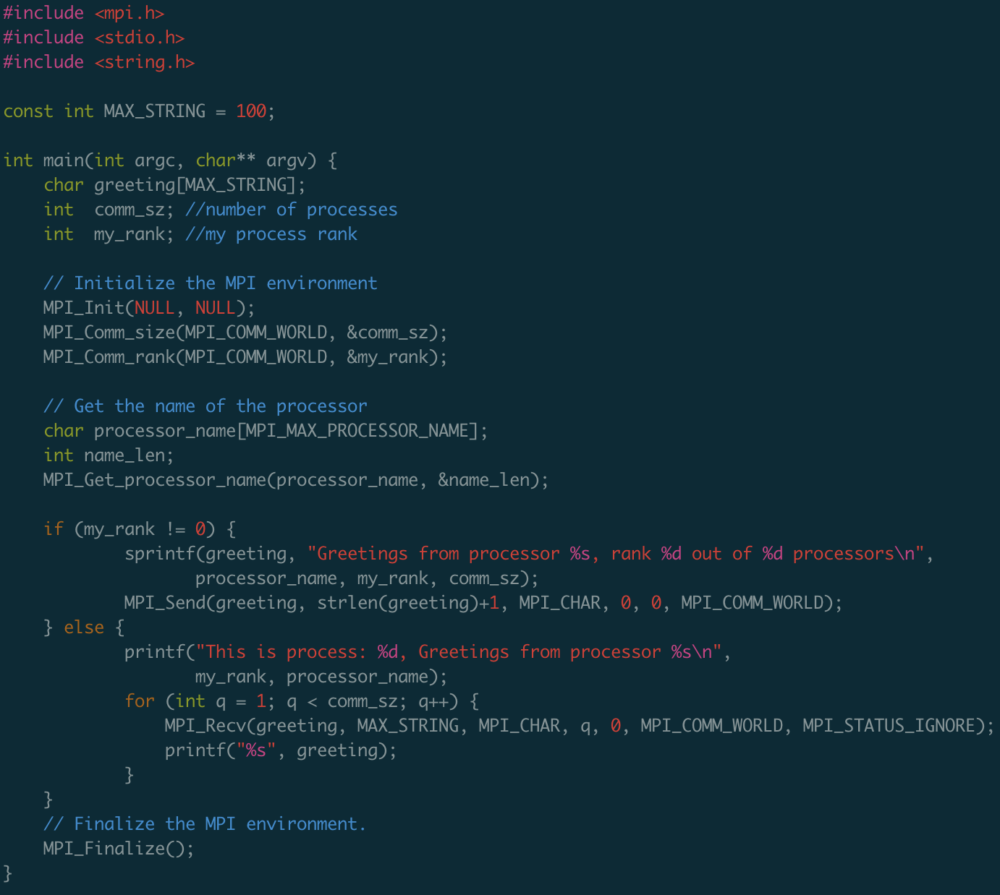 #include <mpi.h>
#include <stdio.h>
#include <string.h>

const int MAX_STRING = 100;

int main(int argc, char** argv) {
    char greeting[MAX_STRING];
    int  comm_sz; //number of processes
    int  my_rank; //my process rank

    // Initialize the MPI environment
    MPI_Init(NULL, NULL);
    MPI_Comm_size(MPI_COMM_WORLD, &comm_sz);
    MPI_Comm_rank(MPI_COMM_WORLD, &my_rank);

    // Get the name of the processor
    char processor_name[MPI_MAX_PROCESSOR_NAME];
    int name_len;
    MPI_Get_processor_name(processor_name, &name_len);

    if (my_rank != 0) {
            sprintf(greeting, "Greetings from processor %s, rank %d out of %d processors\n",
                   processor_name, my_rank, comm_sz);
            MPI_Send(greeting, strlen(greeting)+1, MPI_CHAR, 0, 0, MPI_COMM_WORLD);
    } else {
            printf("This is process: %d, Greetings from processor %s\n",
                   my_rank, processor_name);
            for (int q = 1; q < comm_sz; q++) {
                MPI_Recv(greeting, MAX_STRING, MPI_CHAR, q, 0, MPI_COMM_WORLD, MPI_STATUS_IGNORE);
                printf("%s", greeting);
            }
    }
    // Finalize the MPI environment.
    MPI_Finalize();
}